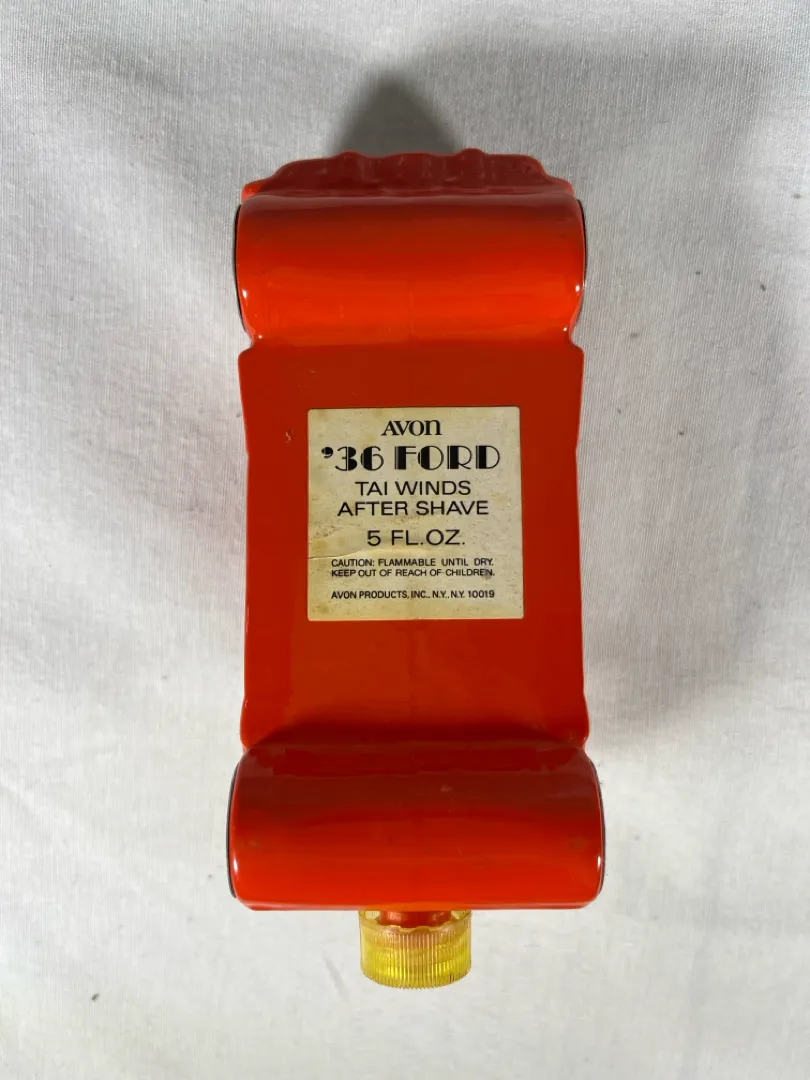 AVON
'36 FORD
TAI WINDS
AFTER SHAVE
5 FL.OZ.
CAUTION: FLAMMABLE UNTIL DRY.
KEEP OUT OF REACH OF CHILDREN.
AVON PRODUCTS, INC., N.Y., N.Y. 10019